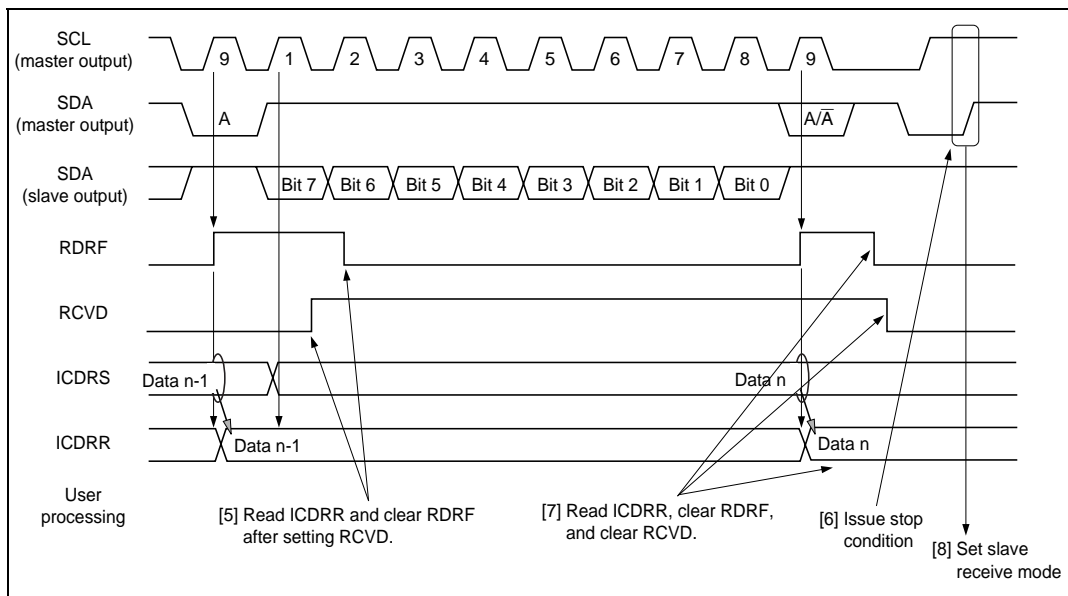 SCL
(master output)
9 1 2 3 4 5 6 7 8 9
SDA
(master output)
A A/A̅
SDA
(slave output)
Bit 7 Bit 6 Bit 5 Bit 4 Bit 3 Bit 2 Bit 1 Bit 0
RDRF
RCVD
ICDRS
Data n-1 Data n
ICDRR
Data n-1 Data n
User
processing
[5] Read ICDRR and clear RDRF
after setting RCVD.
[7] Read ICDRR, clear RDRF,
and clear RCVD.
[6] Issue stop
condition
[8] Set slave
receive mode